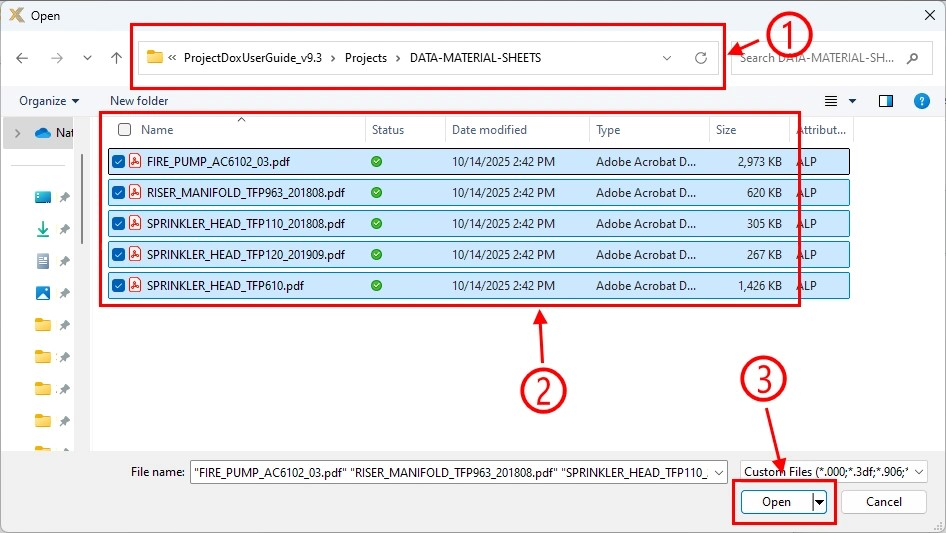 Open
1
« ProjectDoxUserGuide_v9.3 > Projects > DATA-MATERIAL-SHEETS
Search DATA-MATERIAL-SH...
Organize
New folder
Nat
Name Status Date modified Type Size Attribut...
FIRE_PUMP_AC6102_03.pdf 10/14/2025 2:42 PM Adobe Acrobat D... 2,973 KB ALP
RISER_MANIFOLD_TFP963_201808.pdf 10/14/2025 2:42 PM Adobe Acrobat D... 620 KB ALP
SPRINKLER_HEAD_TFP110_201808.pdf 10/14/2025 2:42 PM Adobe Acrobat D... 305 KB ALP
SPRINKLER_HEAD_TFP120_201909.pdf 10/14/2025 2:42 PM Adobe Acrobat D... 267 KB ALP
SPRINKLER_HEAD_TFP610.pdf 10/14/2025 2:42 PM Adobe Acrobat D... 1,426 KB ALP
2
3
File name: "FIRE_PUMP_AC6102_03.pdf" "RISER_MANIFOLD_TFP963_201808.pdf" "SPRINKLER_HEAD_TFP110_
Custom Files (*.000;*.3df;*.906;*
Open
Cancel